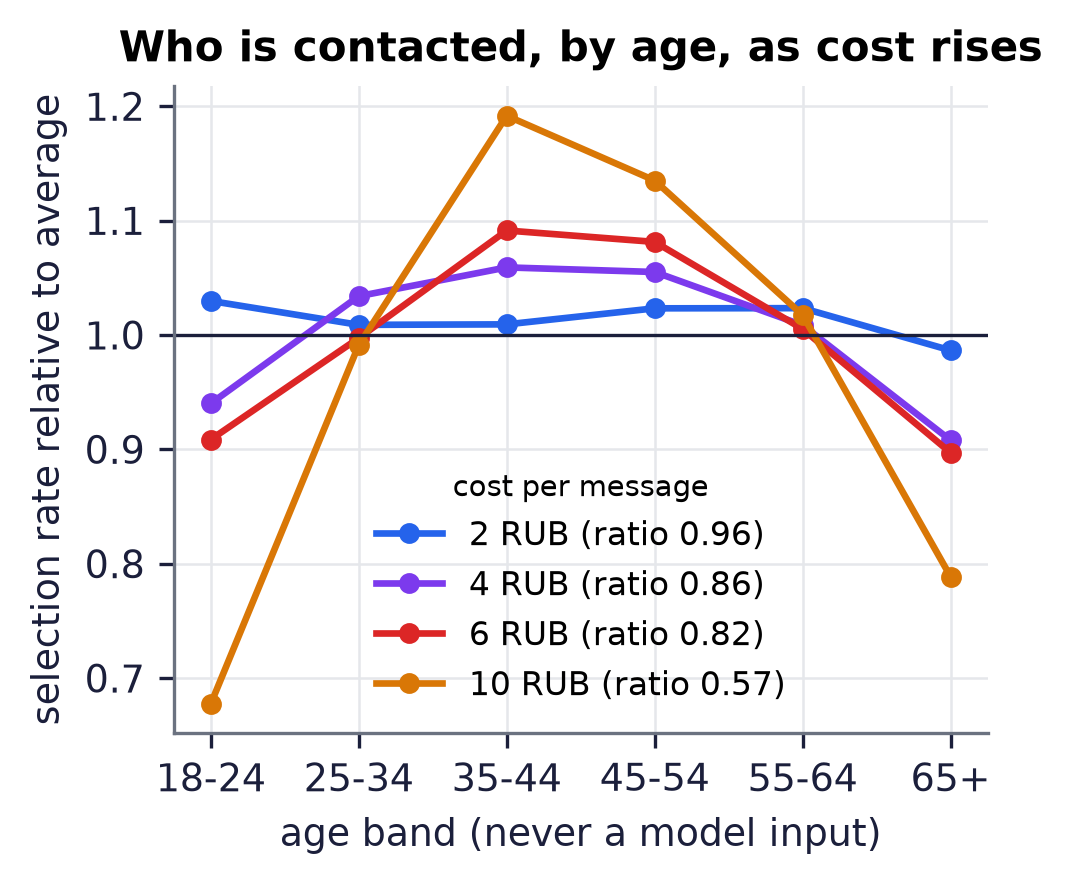 Who is contacted, by age, as cost rises
selection rate relative to average
1.2
1.1
1.0
0.9
0.8
0.7
cost per message
2 RUB (ratio 0.96)
4 RUB (ratio 0.86)
6 RUB (ratio 0.82)
10 RUB (ratio 0.57)
18-24 25-34 35-44 45-54 55-64 65+
age band (never a model input)